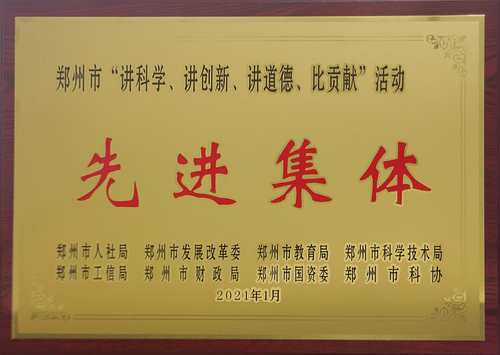 郑州市“讲科学、讲创新、讲道德、比贡献”活动
先进集体
郑州市人社局 郑州市发展改革委 郑州市教育局 郑州市科学技术局
郑州市工信局 郑州市财政局 郑州市国资委 郑州市科协
2021年1月